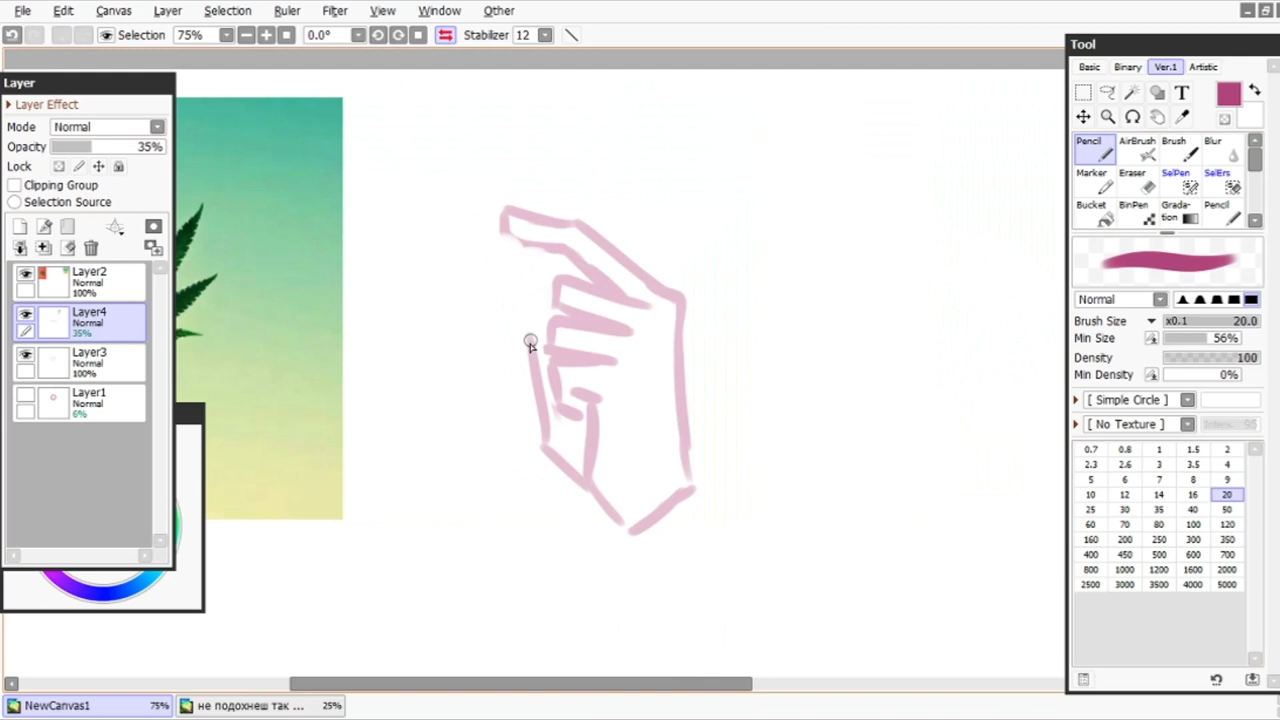 File Edit Canvas Layer Selection Ruler Filter View Window Other
Selection 75% 0.0° Stabilizer 12
Layer
Layer Effect
Mode Normal
Opacity 35%
Lock
Clipping Group
Selection Source
Layer2
Normal
100%
Layer4
Normal
35%
Layer3
Normal
100%
Layer1
Normal
6%
Tool
Basic Binary Ver.1 Artistic
T
Pencil AirBrush Brush Blur
Marker Eraser SelPen SelErs
Bucket BinPen Grada- Pencil
tion
Normal
Brush Size x0.1 20.0
Min Size 56%
Density 100
Min Density 0%
[ Simple Circle ]
[ No Texture ]
0.7 0.8 1 1.5 2
2.3 2.6 3 3.5 4
5 6 7 8 9
10 12 14 16 20
25 30 35 40 50
60 70 80 100 120
160 200 250 300 350
400 450 500 600 700
800 1000 1200 1600 2000
2500 3000 3500 4000 5000
NewCanvas1 75% не подохнеш так ... 25%